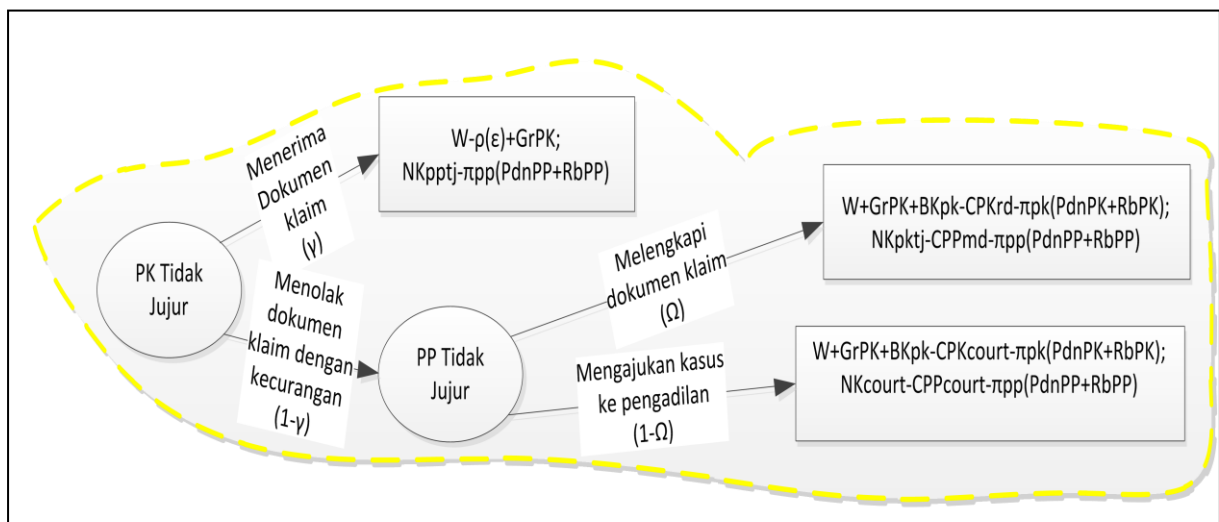 W-ρ(ε)+GrPK;
NKpptj-πpp(PdnPP+RbPP)
Menerima
Dokumen
klaim
(γ)
PK Tidak
Jujur
Menolak
dokumen
klaim dengan
kecurangan
(1-γ)
PP Tidak
Jujur
Melengkapi
dokumen klaim
(Ω)
W+GrPK+BKpk-CPKrd-πpk(PdnPK+RbPK);
NKpktj-CPPmd-πpp(PdnPP+RbPP)
Mengajukan kasus
ke pengadilan
(1-Ω)
W+GrPK+BKpk-CPKcourt-πpk(PdnPK+RbPK);
NKcourt-CPPcourt-πpp(PdnPP+RbPP)